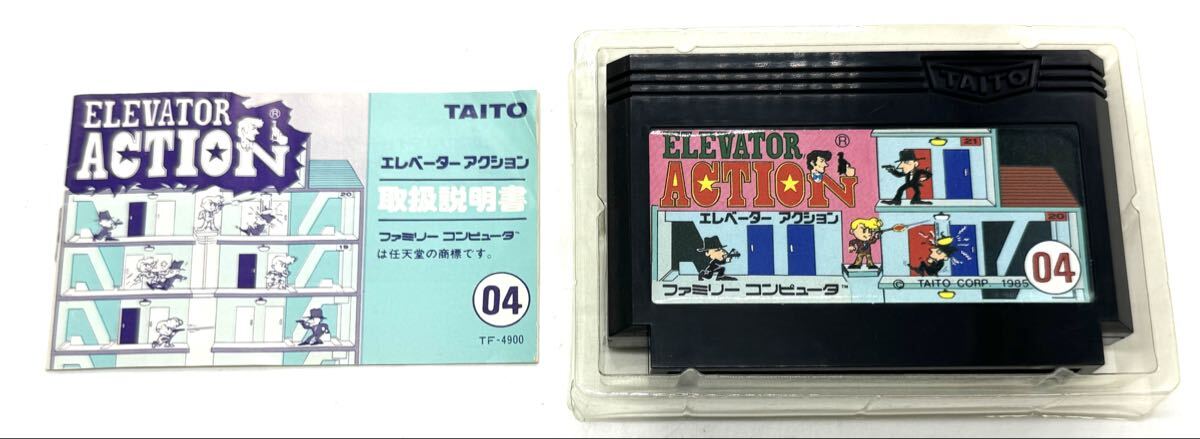 ELEVATOR
ACTION
®
TAITO
エレベーター アクション
取扱説明書
ファミリー コンピュータ™
は任天堂の商標です。
04
TF-4900
20
19
TAITO
ELEVATOR
ACTION
®
エレベーター アクション
21
20
04
© TAITO CORP. 1985
ファミリー コンピュータ™